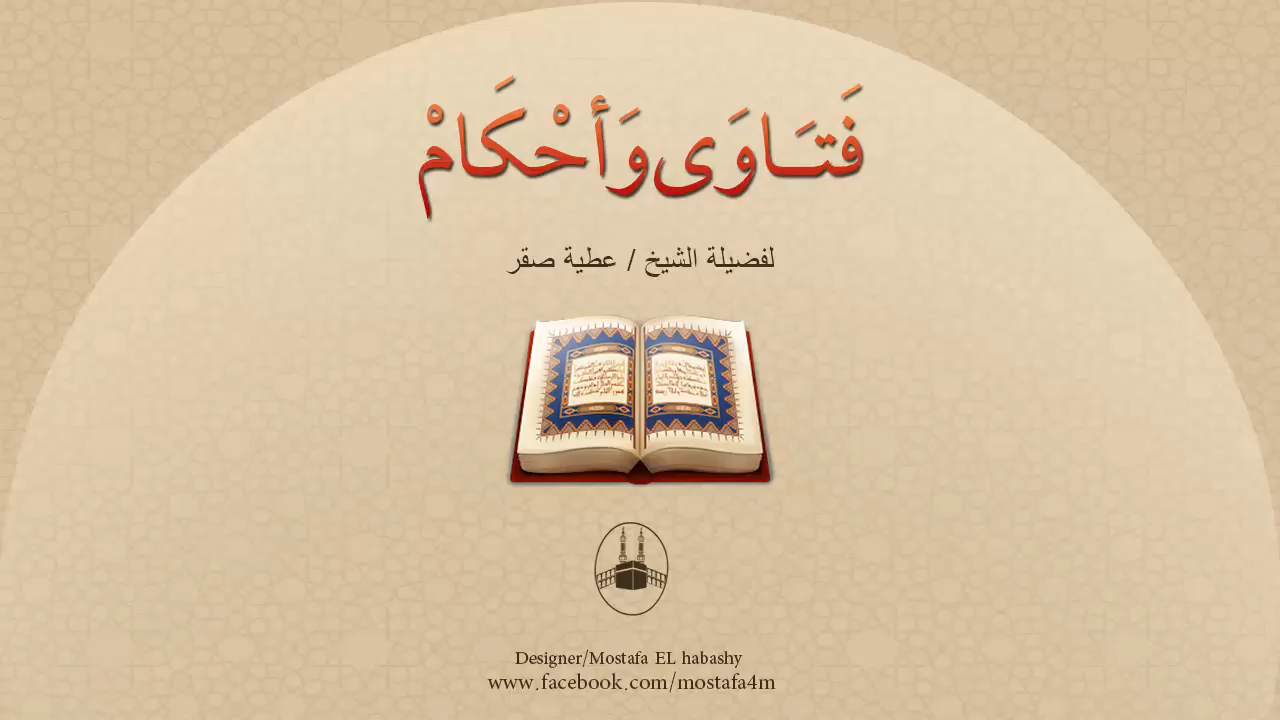 فَتَـاوَى وَأَحْكَامْ
لفضيلة الشيخ / عطية صقر
Designer/Mostafa EL habashy
www.facebook.com/mostafa4m